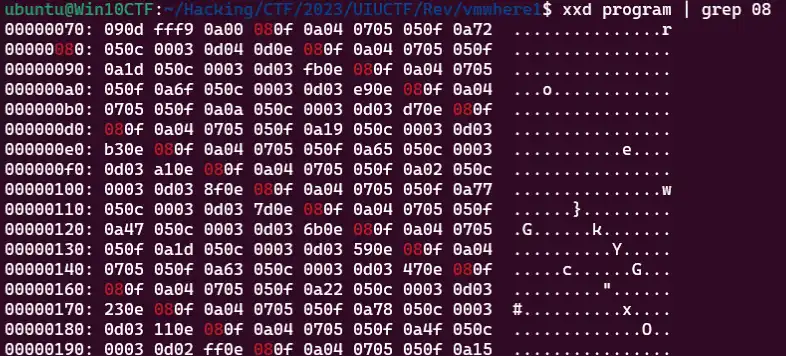 ubuntu@Win10CTF:~/Hacking/CTF/2023/UIUCTF/Rev/vmwhere1$ xxd program | grep 08
00000070: 090d fff9 0a00 080f 0a04 0705 050f 0a72  ...............r
00000080: 050c 0003 0d04 0d0e 080f 0a04 0705 050f  ................
00000090: 0a1d 050c 0003 0d03 fb0e 080f 0a04 0705  ................
000000a0: 050f 0a6f 050c 0003 0d03 e90e 080f 0a04  ...o............
000000b0: 0705 050f 0a0a 050c 0003 0d03 d70e 080f  ................
000000d0: 080f 0a04 0705 050f 0a19 050c 0003 0d03  ................
000000e0: b30e 080f 0a04 0705 050f 0a65 050c 0003  ...........e....
000000f0: 0d03 a10e 080f 0a04 0705 050f 0a02 050c  ................
00000100: 0003 0d03 8f0e 080f 0a04 0705 050f 0a77  ...............w
00000110: 050c 0003 0d03 7d0e 080f 0a04 0705 050f  ......}.........
00000120: 0a47 050c 0003 0d03 6b0e 080f 0a04 0705  .G......k.......
00000130: 050f 0a1d 050c 0003 0d03 590e 080f 0a04  ..........Y.....
00000140: 0705 050f 0a63 050c 0003 0d03 470e 080f  .....c......G...
00000160: 080f 0a04 0705 050f 0a22 050c 0003 0d03  ........."......
00000170: 230e 080f 0a04 0705 050f 0a78 050c 0003  #..........x....
00000180: 0d03 110e 080f 0a04 0705 050f 0a4f 050c  .............O..
00000190: 0003 0d02 ff0e 080f 0a04 0705 050f 0a15  ................